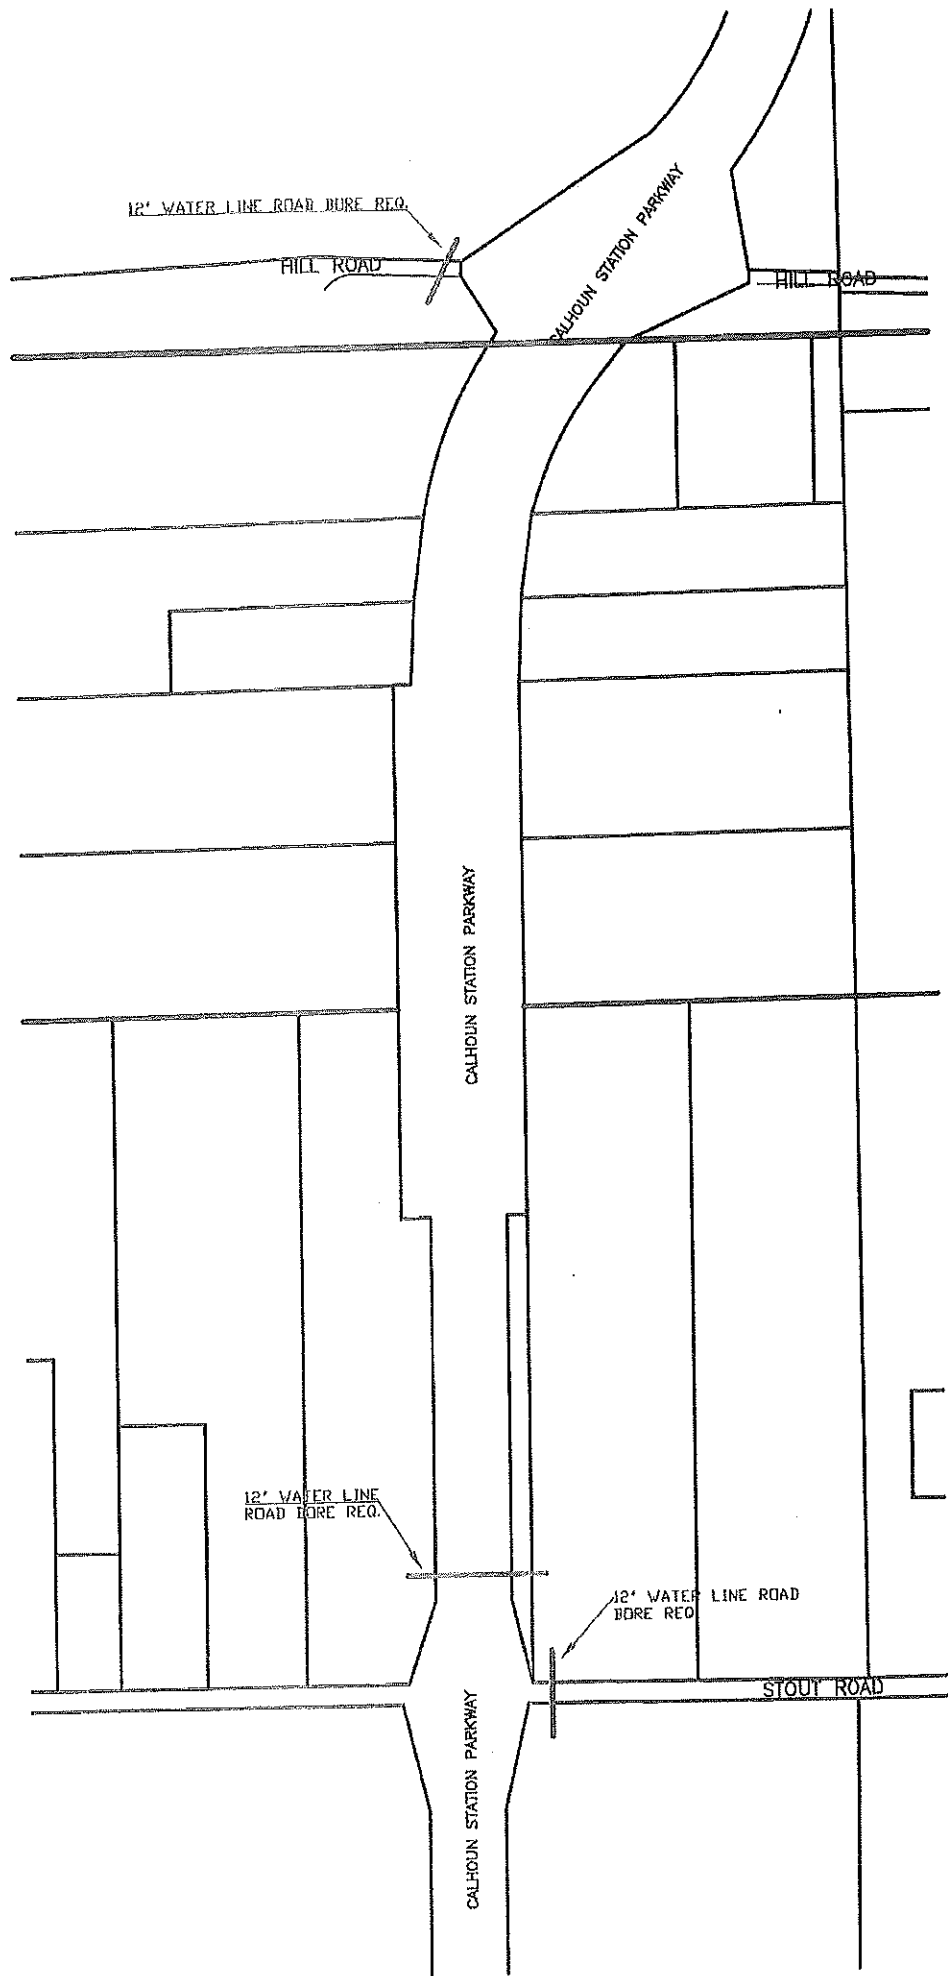 12" WATER LINE ROAD BORE REQ.
CALHOUN STATION PARKWAY
HILL ROAD
HILL ROAD
CALHOUN STATION PARKWAY
12" WATER LINE
ROAD BORE REQ.
12" WATER LINE ROAD
BORE REQ
STOUT ROAD
CALHOUN STATION PARKWAY